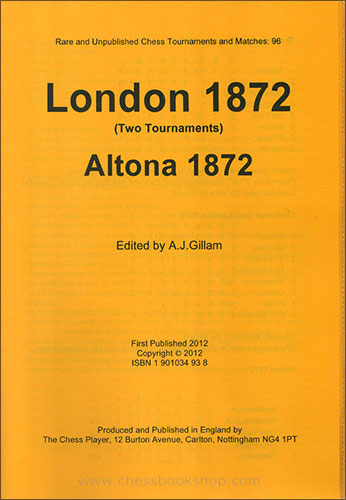 Rare and Unpublished Chess Tournaments and Matches: 96
London 1872
(Two Tournaments)
Altona 1872
Edited by A.J.Gillam
First Published 2012
Copyright © 2012
ISBN 1 901034 93 8
Produced and Published in England by
The Chess Player, 12 Burton Avenue, Carlton, Nottingham NG4 1PT
www.chessbookshop.com